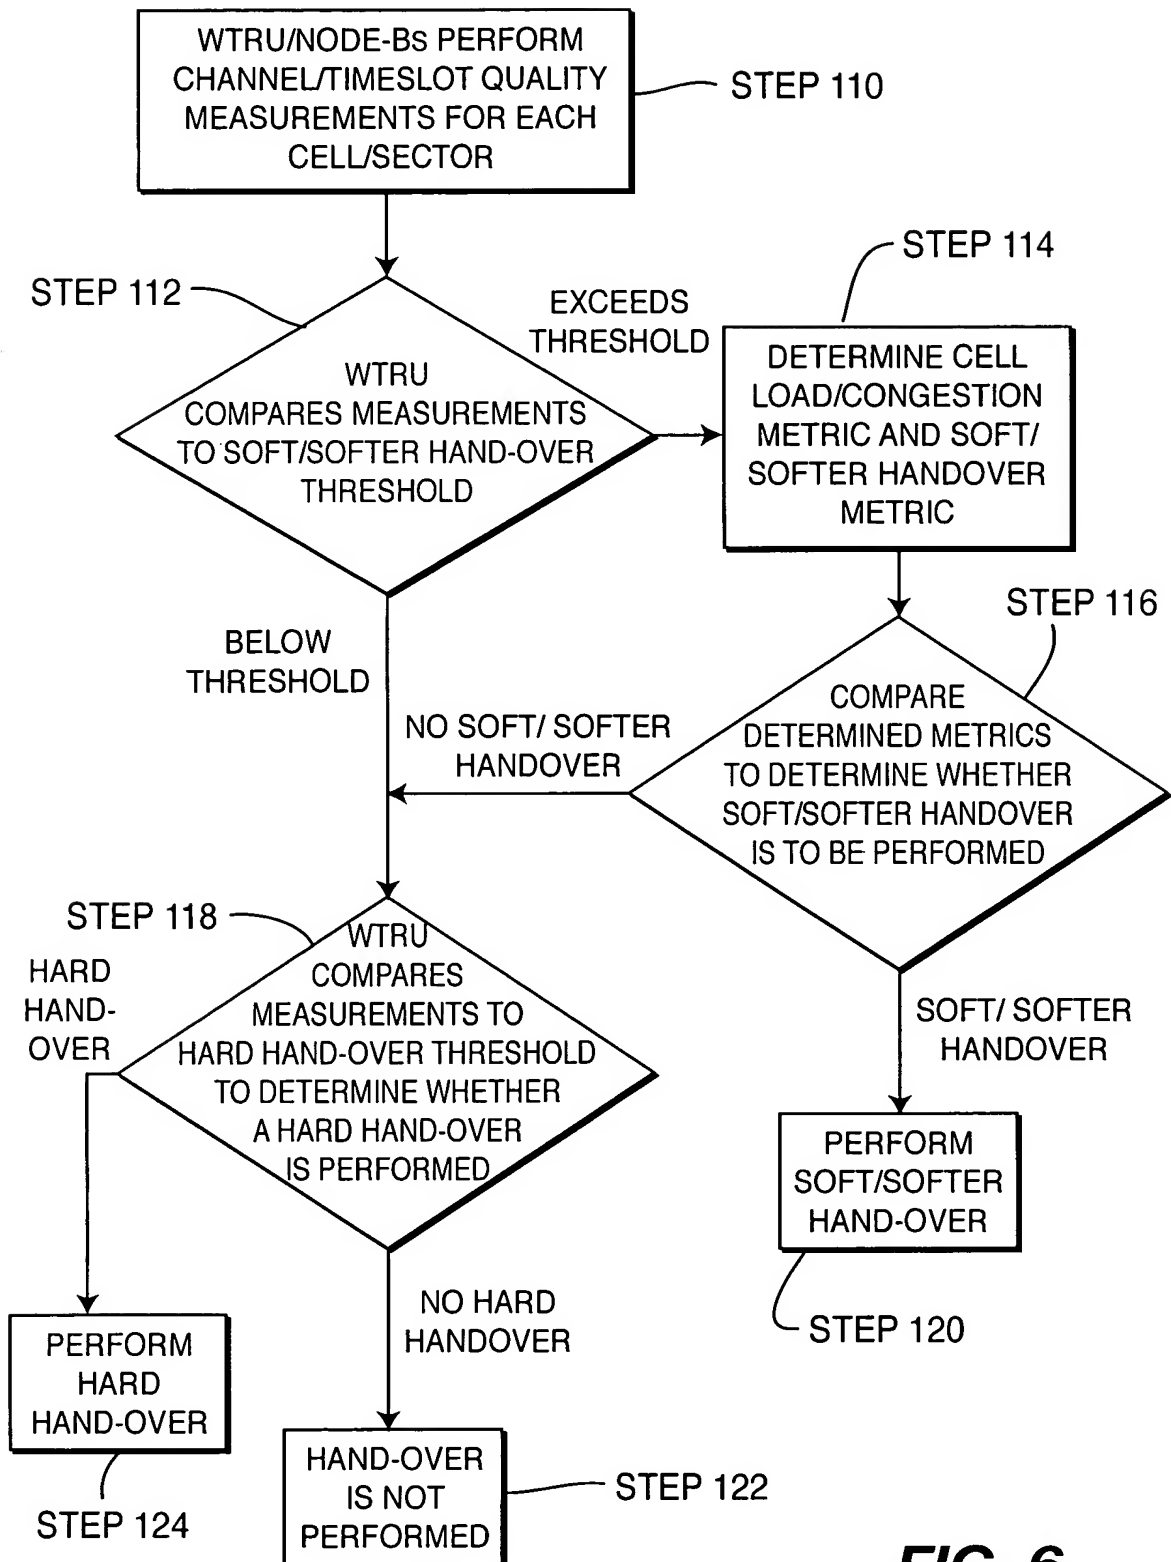 WTRU/NODE-Bs PERFORM
CHANNEL/TIMESLOT QUALITY
MEASUREMENTS FOR EACH
CELL/SECTOR
STEP 110
STEP 112
WTRU
COMPARES MEASUREMENTS
TO SOFT/SOFTER HAND-OVER
THRESHOLD
EXCEEDS
THRESHOLD
STEP 114
DETERMINE CELL
LOAD/CONGESTION
METRIC AND SOFT/
SOFTER HANDOVER
METRIC
BELOW
THRESHOLD
STEP 116
COMPARE
DETERMINED METRICS
TO DETERMINE WHETHER
SOFT/SOFTER HANDOVER
IS TO BE PERFORMED
NO SOFT/ SOFTER
HANDOVER
STEP 118
WTRU
COMPARES
MEASUREMENTS TO
HARD HAND-OVER THRESHOLD
TO DETERMINE WHETHER
A HARD HAND-OVER
IS PERFORMED
HARD
HAND-
OVER
SOFT/ SOFTER
HANDOVER
PERFORM
SOFT/SOFTER
HAND-OVER
STEP 120
NO HARD
HANDOVER
PERFORM
HARD
HAND-OVER
STEP 124
HAND-OVER
IS NOT
PERFORMED
STEP 122
FIG. 6